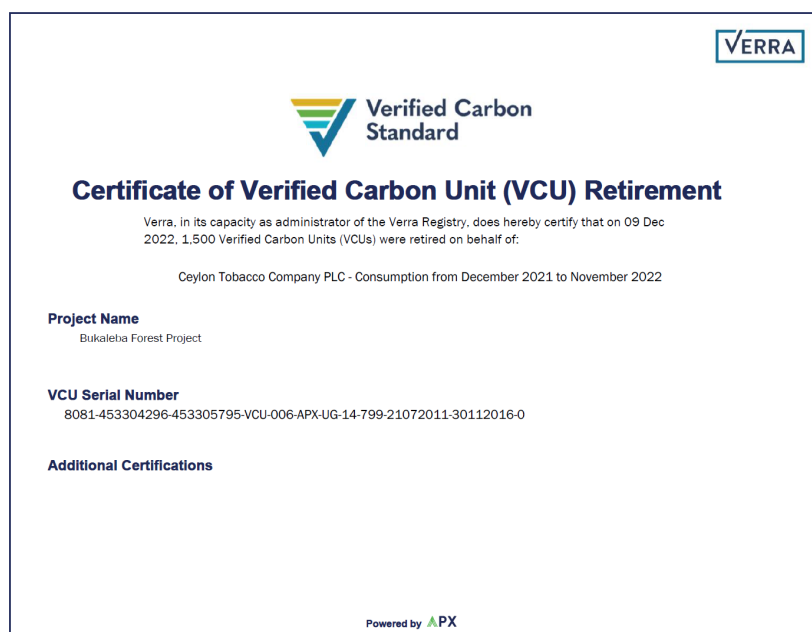 VERRA
Verified Carbon
Standard
Certificate of Verified Carbon Unit (VCU) Retirement
Verra, in its capacity as administrator of the Verra Registry, does hereby certify that on 09 Dec
2022, 1,500 Verified Carbon Units (VCUs) were retired on behalf of:
Ceylon Tobacco Company PLC - Consumption from December 2021 to November 2022
Project Name
Bukaleba Forest Project
VCU Serial Number
8081-453304296-453305795-VCU-006-APX-UG-14-799-21072011-30112016-0
Additional Certifications
Powered by APX